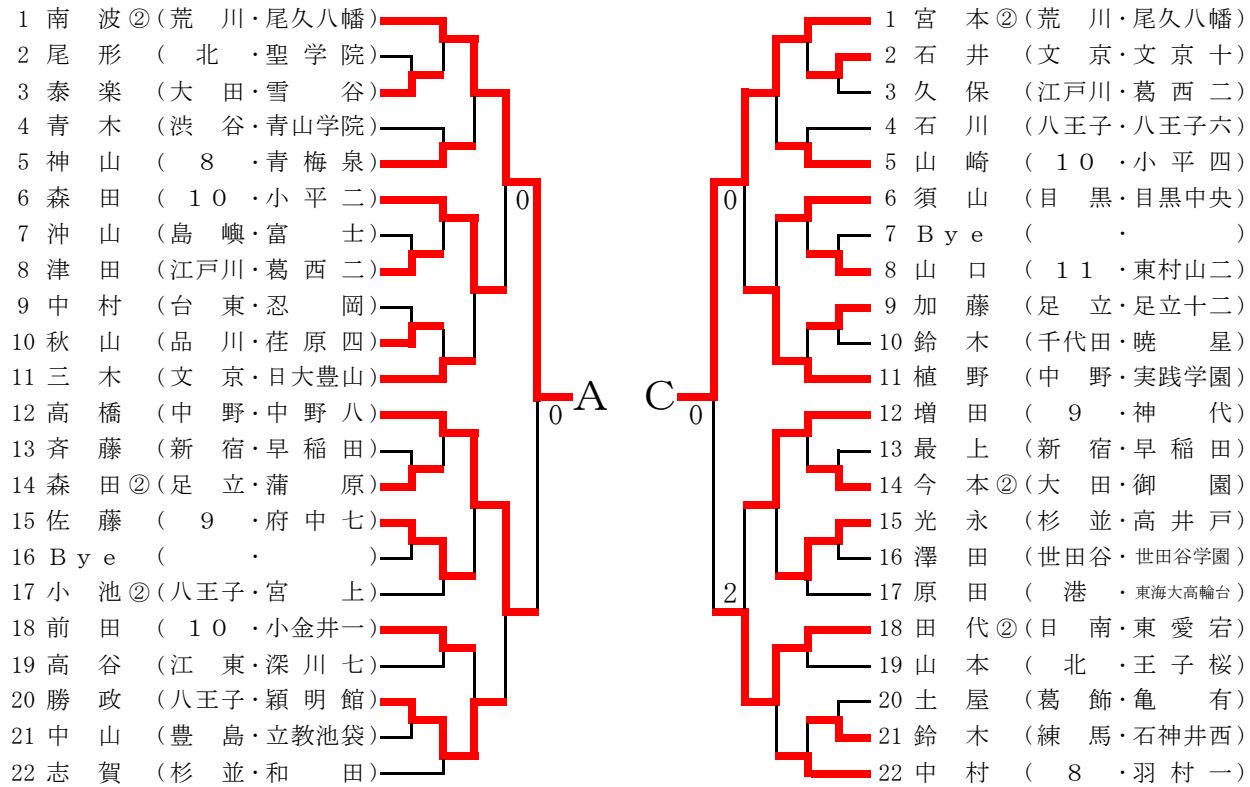 1 南 波②(荒 川・尾久八幡)
2 尾 形 ( 北 ・聖 学 院)
3 泰 楽 (大 田・雪 谷)
4 青 木 (渋 谷・青山学院)
5 神 山 ( 8 ・青 梅 泉)
6 森 田 ( 10 ・小 平 二)
7 沖 山 (島 嶼・富 士)
8 津 田 (江戸川・葛 西 二)
9 中 村 (台 東・忍 岡)
10 秋 山 (品 川・荏 原 四)
11 三 木 (文 京・日大豊山)
12 高 橋 (中 野・中 野 八)
13 斉 藤 (新 宿・早 稲 田)
14 森 田②(足 立・蒲 原)
15 佐 藤 ( 9 ・府 中 七)
16 Bye ( ・ )
17 小 池②(八王子・宮 上)
18 前 田 ( 10 ・小金井一)
19 高 谷 (江 東・深 川 七)
20 勝 政 (八王子・穎 明 館)
21 中 山 (豊 島・立教池袋)
22 志 賀 (杉 並・和 田)
0
0
A
C
0
0
2
1 宮 本②(荒 川・尾久八幡)
2 石 井 (文 京・文 京 十)
3 久 保 (江戸川・葛 西 二)
4 石 川 (八王子・八王子六)
5 山 崎 ( 10 ・小 平 四)
6 須 山 (目 黒・目黒中央)
7 Bye ( ・ )
8 山 口 ( 11 ・東村山二)
9 加 藤 (足 立・足立十二)
10 鈴 木 (千代田・暁 星)
11 植 野 (中 野・実践学園)
12 増 田 ( 9 ・神 代)
13 最 上 (新 宿・早 稲 田)
14 今 本②(大 田・御 園)
15 光 永 (杉 並・高 井 戸)
16 澤 田 (世田谷・世田谷学園)
17 原 田 ( 港 ・東海大高輪台)
18 田 代②(日 南・東 愛 宕)
19 山 本 ( 北 ・王 子 桜)
20 土 屋 (葛 飾・亀 有)
21 鈴 木 (練 馬・石神井西)
22 中 村 ( 8 ・羽 村 一)